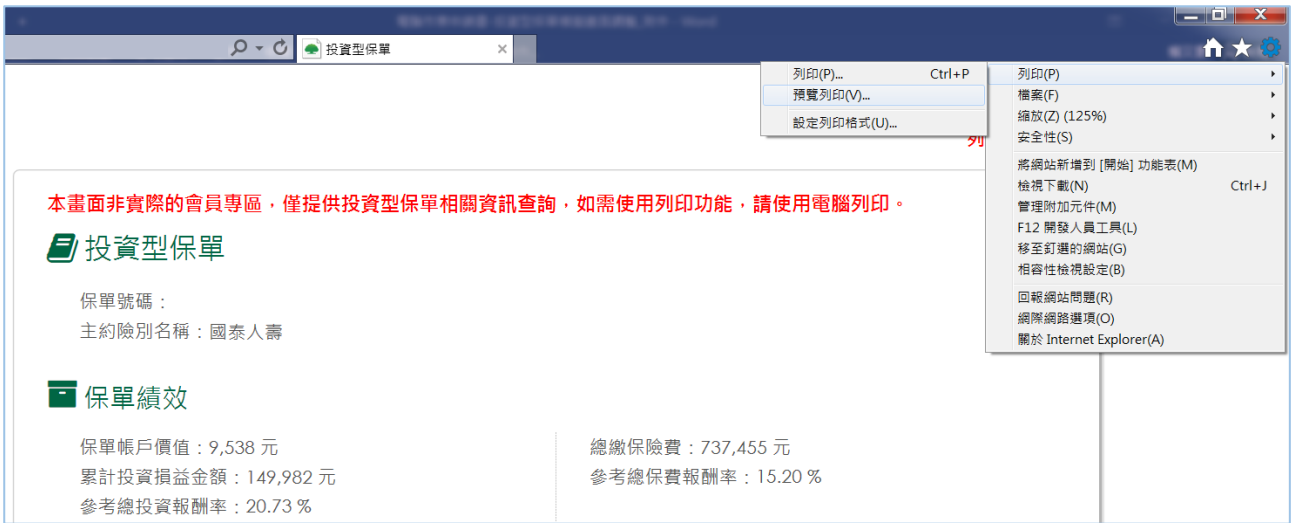 投資型保單
列印(P)... Ctrl+P
預覽列印(V)...
設定列印格式(U)...
列印(P)
檔案(F)
縮放(Z) (125%)
安全性(S)
將網站新增到 [開始] 功能表(M)
檢視下載(N) Ctrl+J
管理附加元件(M)
F12 開發人員工具(L)
移至釘選的網站(G)
相容性檢視設定(B)
回報網站問題(R)
網際網路選項(O)
關於 Internet Explorer(A)
列
本畫面非實際的會員專區，僅提供投資型保單相關資訊查詢，如需使用列印功能，請使用電腦列印。
投資型保單
保單號碼：
主約險別名稱：國泰人壽
保單績效
保單帳戶價值：9,538 元
累計投資損益金額：149,982 元
參考總投資報酬率：20.73 %
總繳保險費：737,455 元
參考總保費報酬率：15.20 %